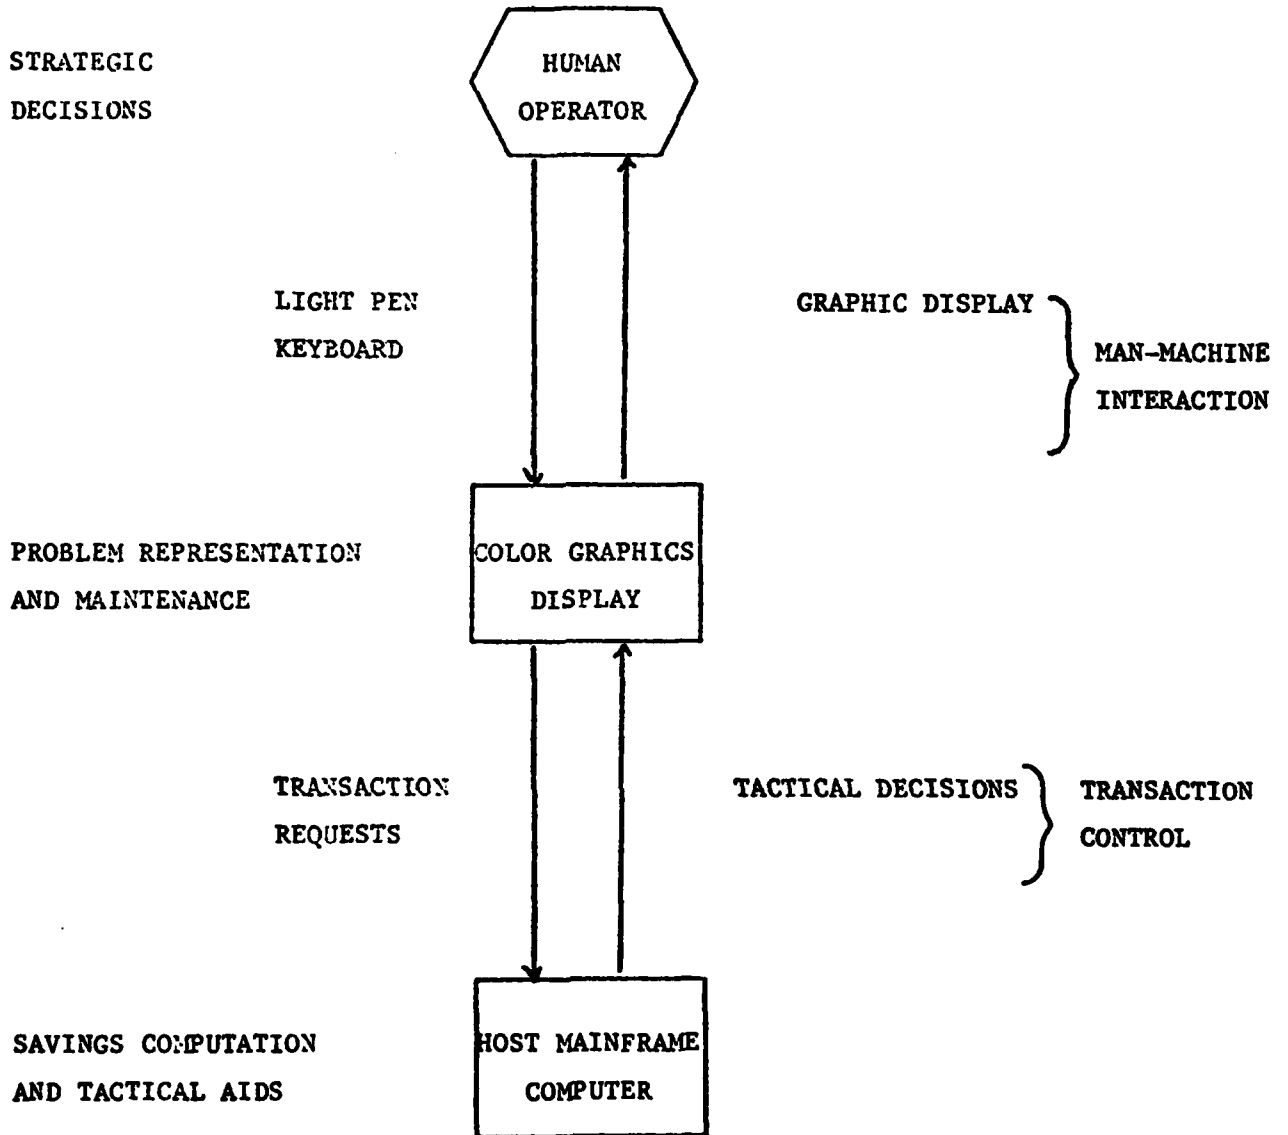 STRATEGIC
DECISIONS
HUMAN
OPERATOR
LIGHT PEN
KEYBOARD
GRAPHIC DISPLAY
MAN-MACHINE
INTERACTION
PROBLEM REPRESENTATION
AND MAINTENANCE
COLOR GRAPHICS
DISPLAY
TRANSACTION
REQUESTS
TACTICAL DECISIONS
TRANSACTION
CONTROL
SAVINGS COMPUTATION
AND TACTICAL AIDS
HOST MAINFRAME
COMPUTER